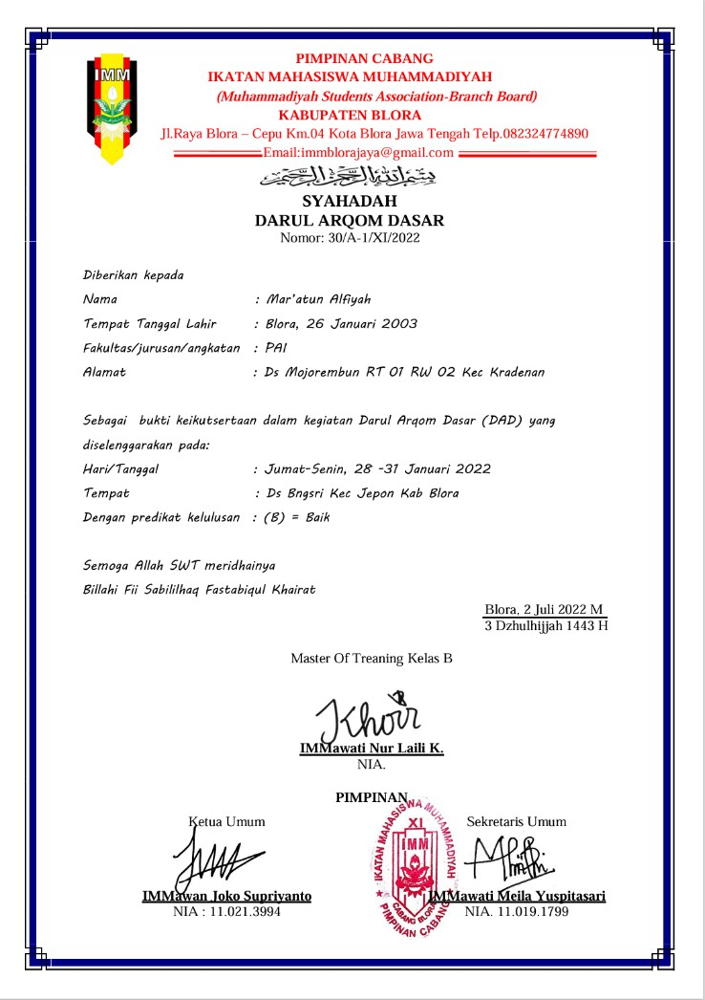 IMM
PIMPINAN CABANG
IKATAN MAHASISWA MUHAMMADIYAH
(Muhammadiyah Students Association-Branch Board)
KABUPATEN BLORA
Jl.Raya Blora – Cepu Km.04 Kota Blora Jawa Tengah Telp.082324774890
Email:immblorajaya@gmail.com
بسم الله الرحمن الرحيم
SYAHADAH
DARUL ARQOM DASAR
Nomor: 30/A-1/XI/2022
Diberikan kepada
Nama : Mar'atun Alfiyah
Tempat Tanggal Lahir : Blora, 26 Januari 2003
Fakultas/jurusan/angkatan : PAI
Alamat : Ds Mojorembun RT 01 RW 02 Kec Kradenan
Sebagai bukti keikutsertaan dalam kegiatan Darul Arqom Dasar (DAD) yang
diselenggarakan pada:
Hari/Tanggal : Jumat-Senin, 28 -31 Januari 2022
Tempat : Ds Bngsri Kec Jepon Kab Blora
Dengan predikat kelulusan : (B) = Baik
Semoga Allah SWT meridhainya
Billahi Fii Sabililhaq Fastabiqul Khairat
Blora, 2 Juli 2022 M
3 Dzhulhijjah 1443 H
Master Of Treaning Kelas B
Khoir
IMMawati Nur Laili K.
NIA.
PIMPINAN
Ketua Umum
Sekretaris Umum
IKATAN MAHASISWA MUHAMMADIYAH
XI
IMM
CABANG BLORA
PIMPINAN CABANG
IMMawan Joko Supriyanto
IMMawati Meila Yuspitasari
NIA : 11.021.3994
NIA. 11.019.1799